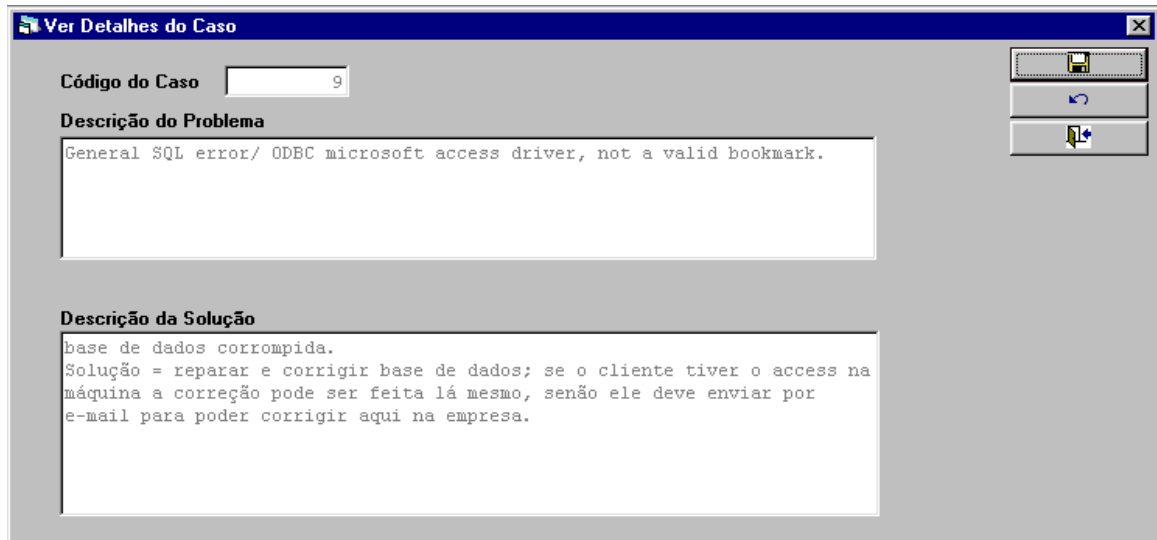 Ver Detalhes do Caso
Código do Caso 9
Descrição do Problema
General SQL error/ ODBC microsoft access driver, not a valid bookmark.
Descrição da Solução
base de dados corrompida.
Solução = reparar e corrigir base de dados; se o cliente tiver o access na
máquina a correção pode ser feita lá mesmo, senão ele deve enviar por
e-mail para poder corrigir aqui na empresa.